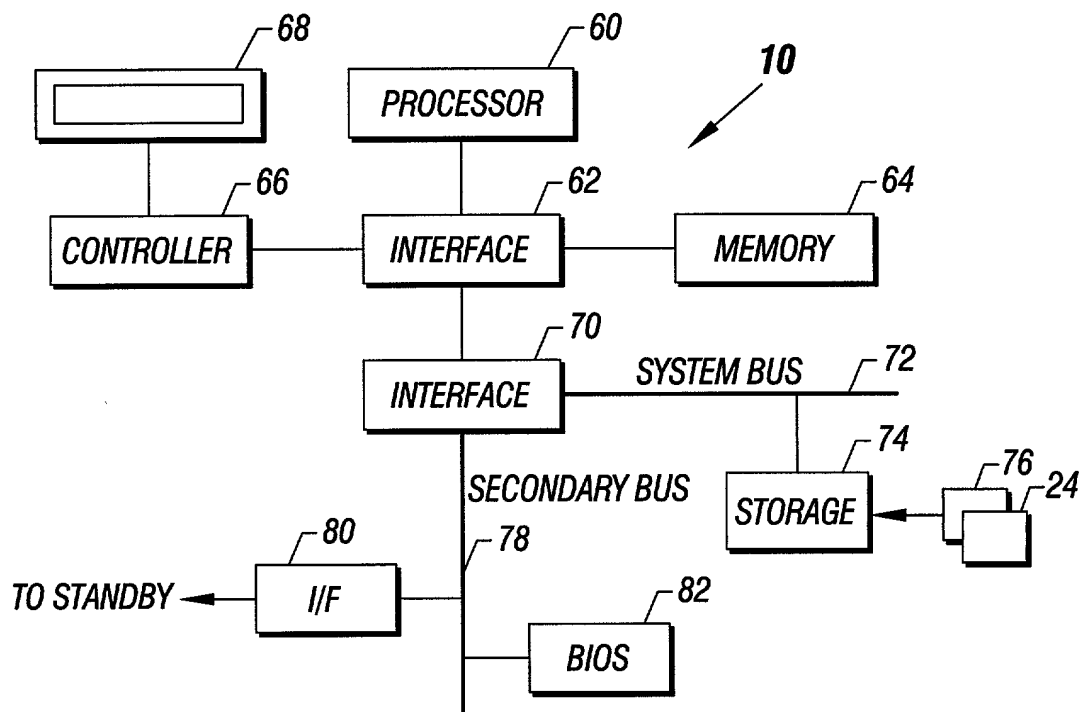 68
60
10
PROCESSOR
66
62
64
CONTROLLER
INTERFACE
MEMORY
70
SYSTEM BUS
72
INTERFACE
74
76
24
SECONDARY BUS
STORAGE
80
78
TO STANDBY
I/F
82
BIOS